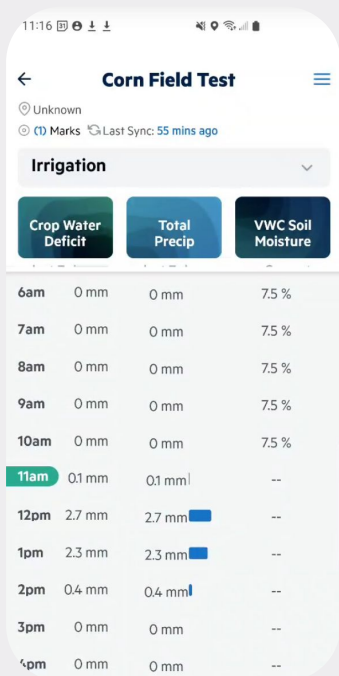 11:16 31
Corn Field Test
Unknown
(1) Marks Last Sync: 55 mins ago
Irrigation
Crop Water Deficit
Total Precip
VWC Soil Moisture
6am 0 mm 0 mm 7.5 %
7am 0 mm 0 mm 7.5 %
8am 0 mm 0 mm 7.5 %
9am 0 mm 0 mm 7.5 %
10am 0 mm 0 mm 7.5 %
11am 0.1 mm 0.1 mm --
12pm 2.7 mm 2.7 mm --
1pm 2.3 mm 2.3 mm --
2pm 0.4 mm 0.4 mm --
3pm 0 mm 0 mm --
4pm 0 mm 0 mm --